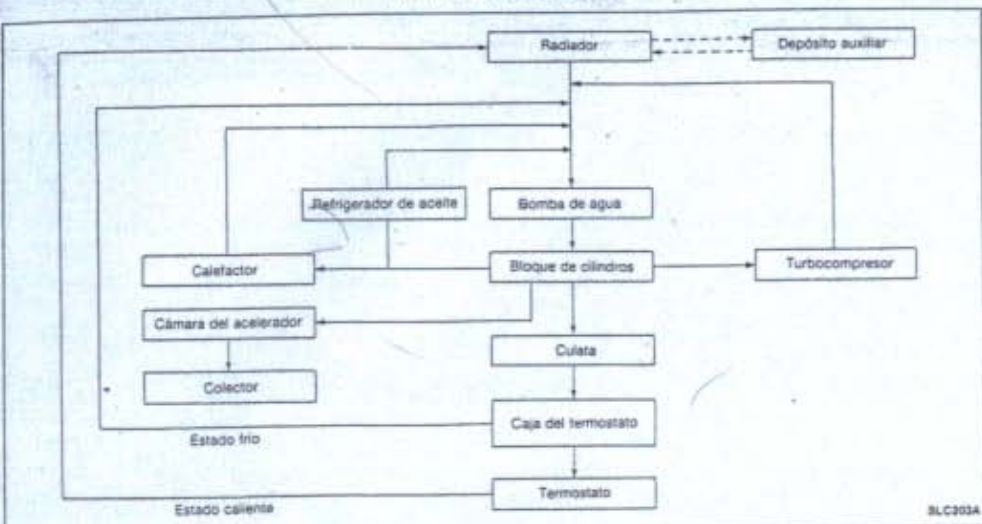 Radiador
Depósito auxiliar
Refrigerador de aceite
Bomba de agua
Calefactor
Bloque de cilindros
Turbocompresor
Cámara del acelerador
Culata
Colector
Caja del termostato
Estado frío
Termostato
Estado caliente
SLC203A